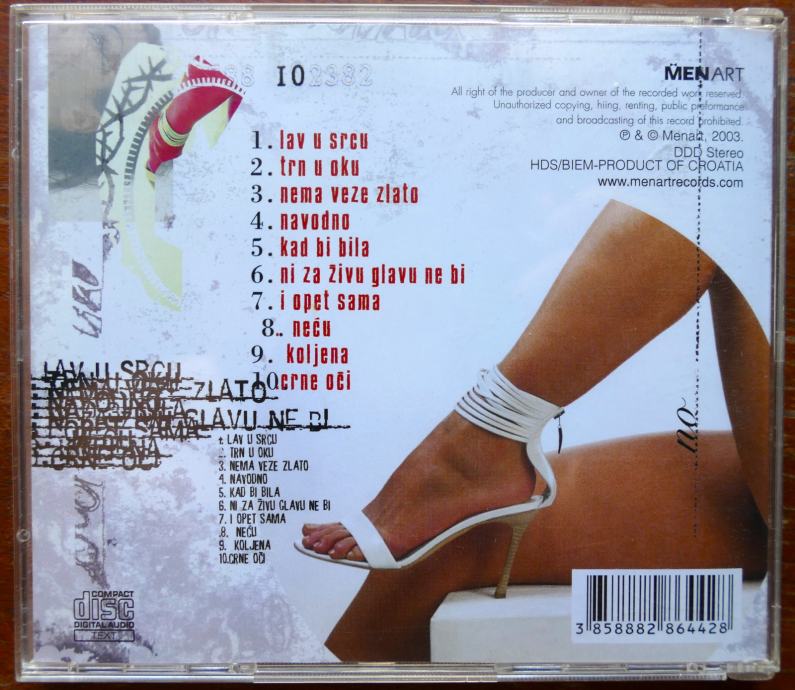 10
MENART
All right of the producer and owner of the recorded work reserved.
Unauthorized copying, hiing, renting, public preformance
and broadcasting of this record prohibited.
℗ & © Menart, 2003.
DDD Stereo
HDS/BIEM-PRODUCT OF CROATIA
www.menartrecords.com
1. lav u srcu
2. trn u oku
3. nema veze zlato
4. navodno
5. kad bi bila
6. ni za živu glavu ne bi
7. i opet sama
8.. neću
9. koljena
10.crne oči
LAV U SRCU
ZLATO
GLAVU NE BI
CRNE OČI
1. LAV U SRCU
2. TRN U OKU
3. NEMA VEZE ZLATO
4. NAVODNO
5. KAD BI BILA
6. NI ZA ŽIVU GLAVU NE BI
7. I OPET SAMA
.8. NEĆU
9. KOLJENA
10.CRNE OČI
no
COMPACT
disc
DIGITAL AUDIO
TEXT
3 858882 864428